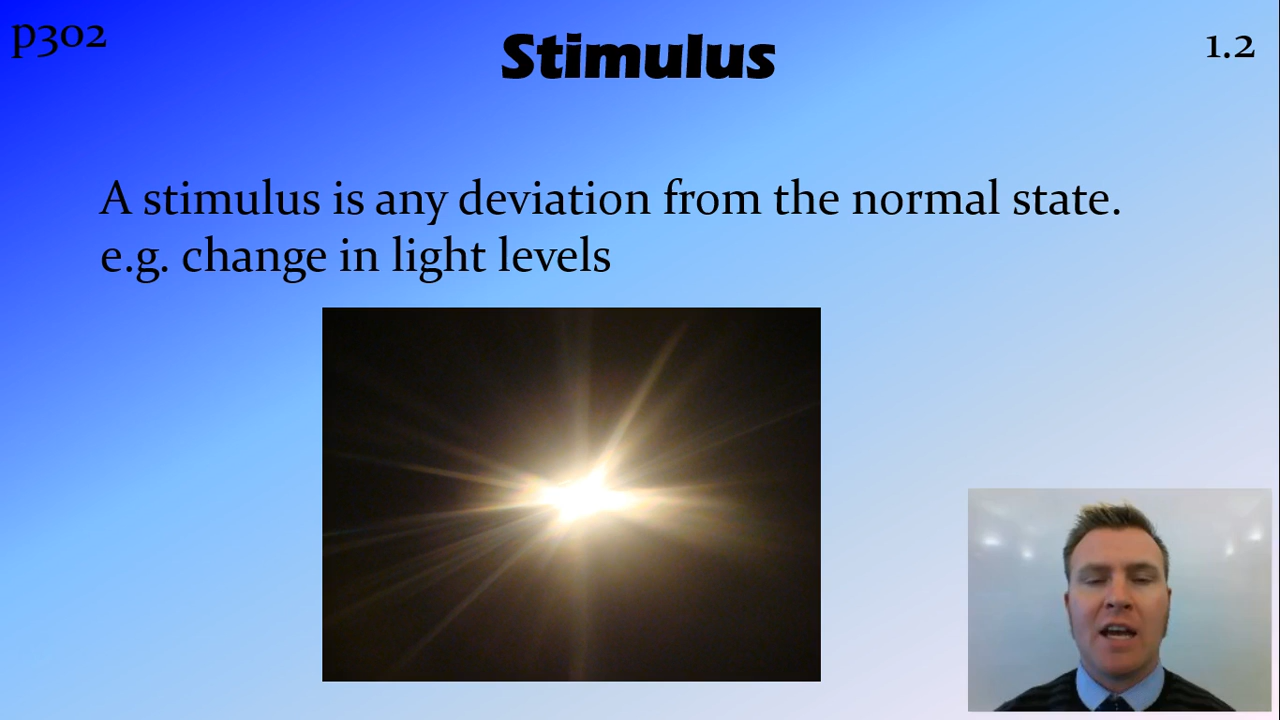 p302
Stimulus
1.2
A stimulus is any deviation from the normal state.
e.g. change in light levels